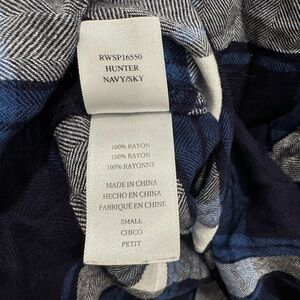 RWSP16550
HUNTER
NAVY/SKY
100% RAYON
100% RAYON
100% RAYONNE
MADE IN CHINA
HECHO EN CHINA
FABRIQUÉ EN CHINE
SMALL
CHICO
PETIT